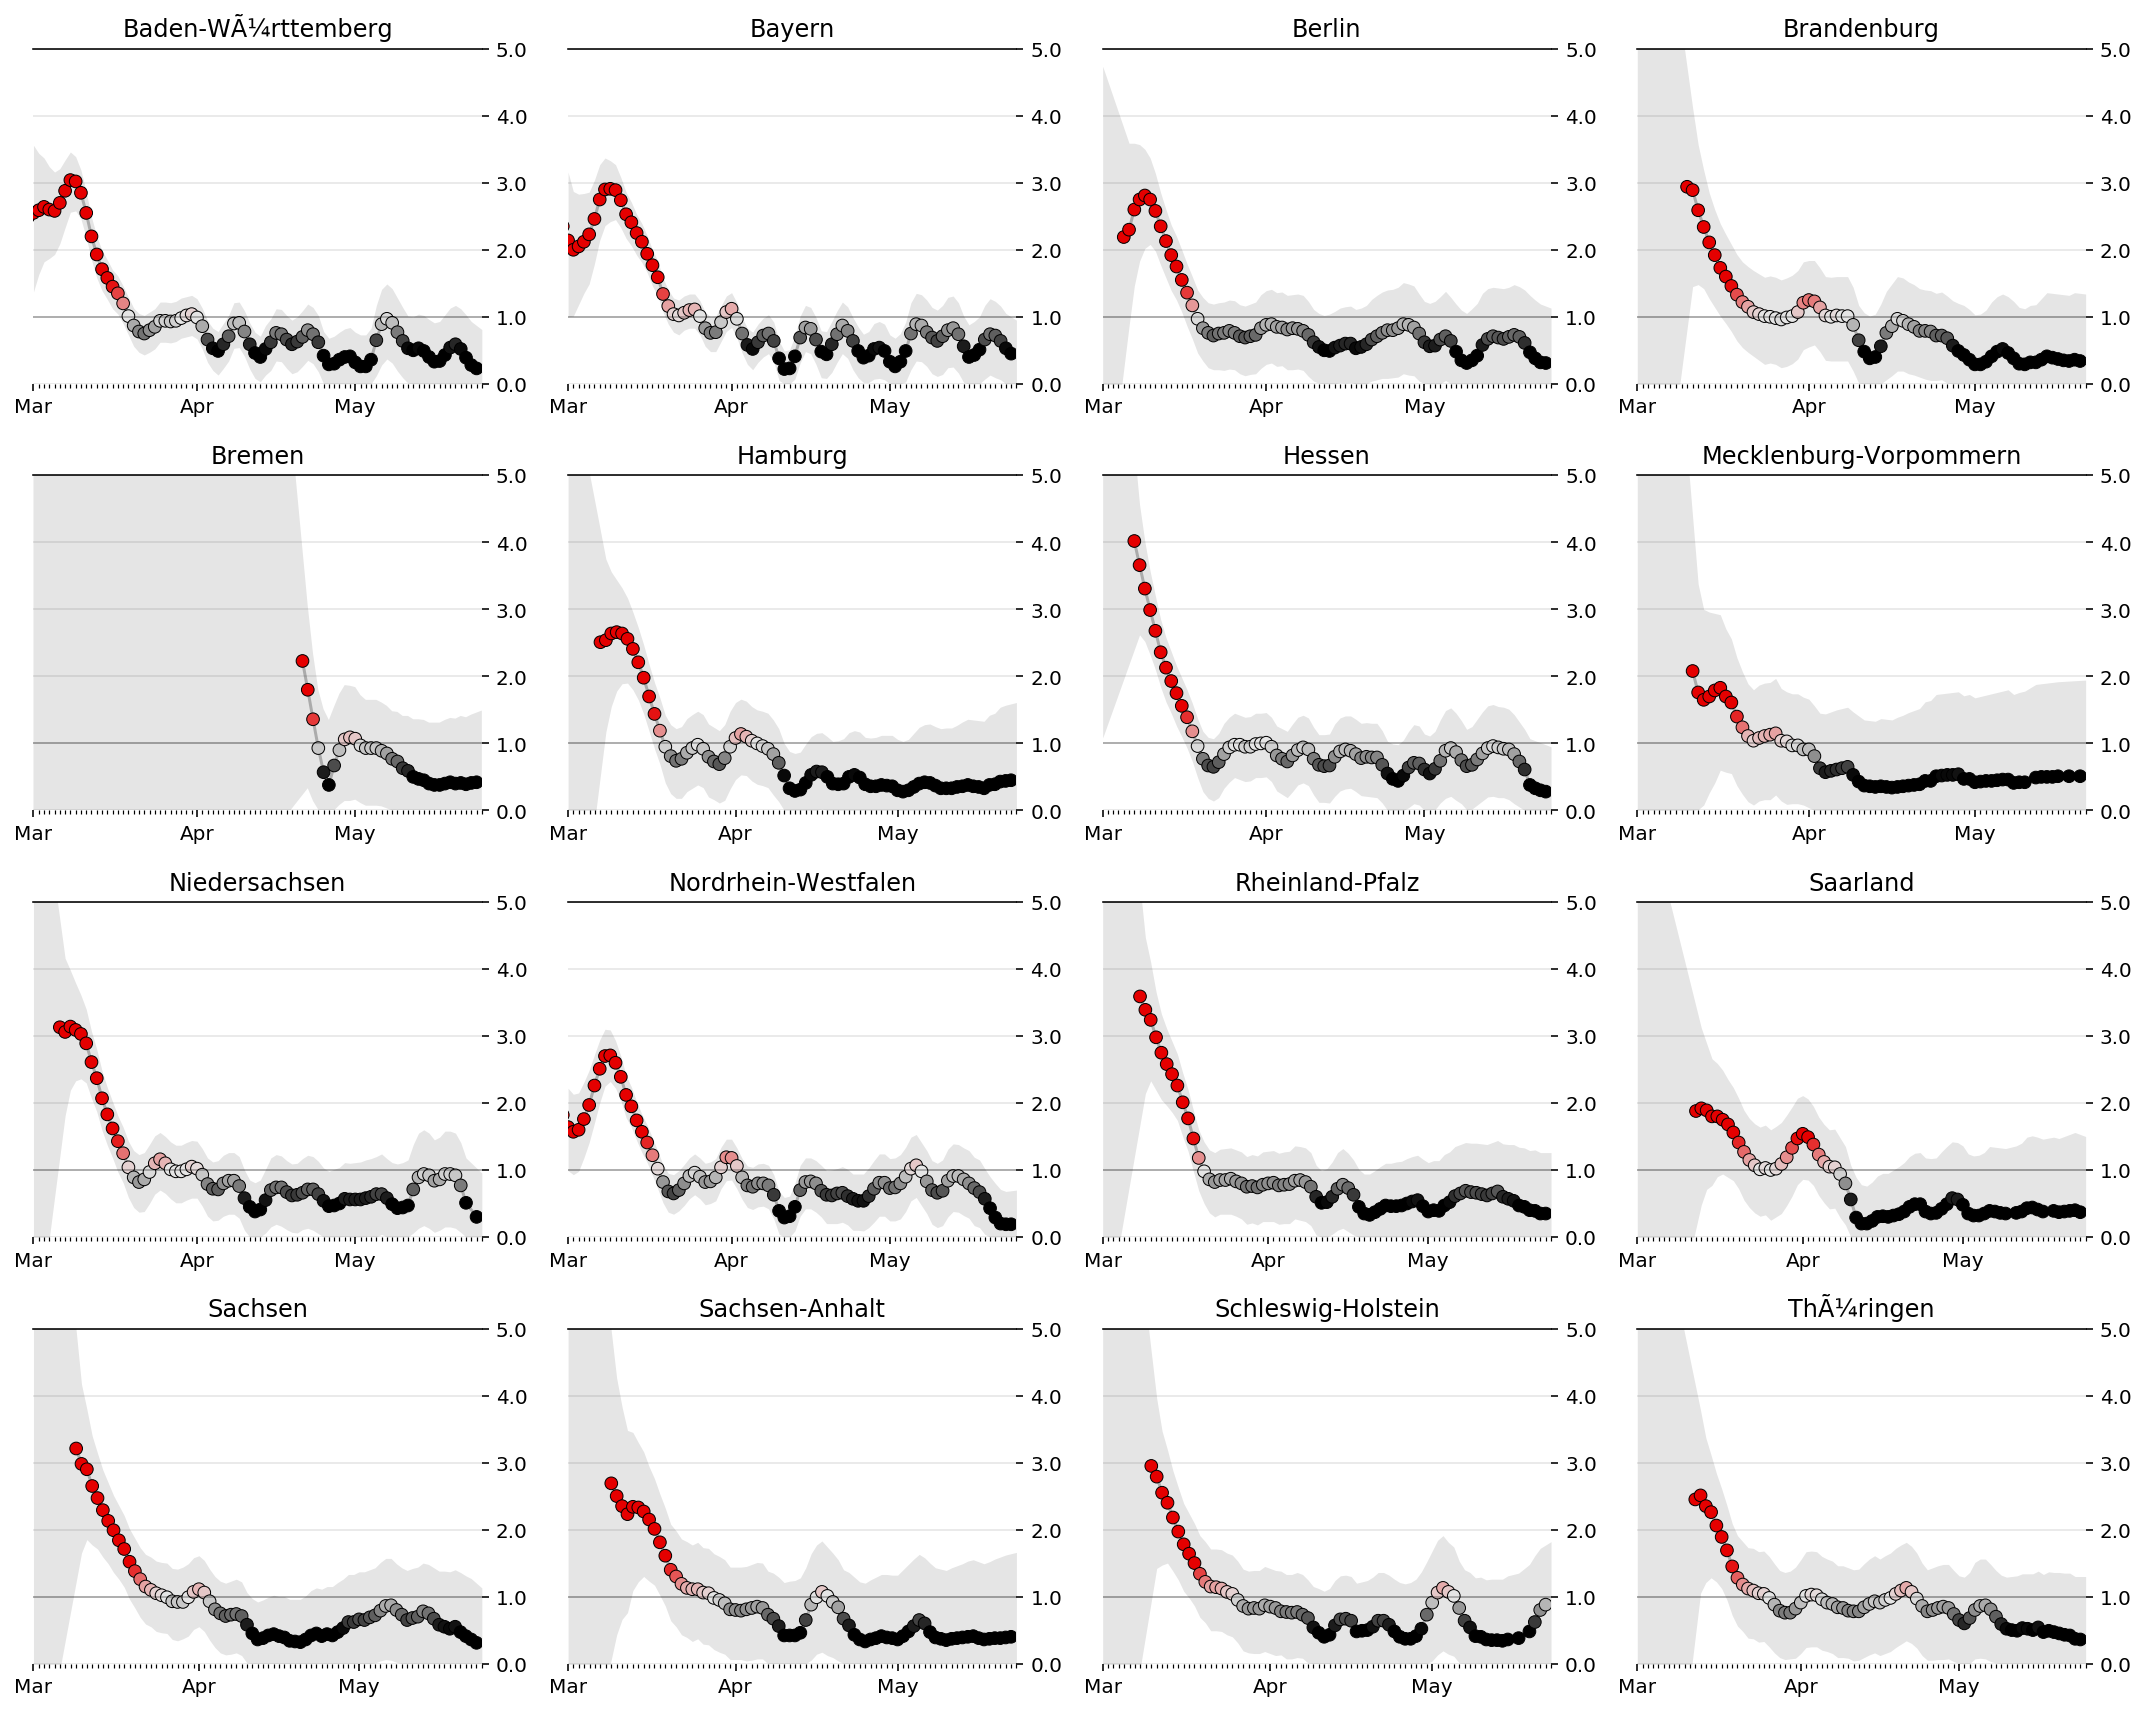 Baden-WÃ¼rttemberg Bayern Berlin Brandenburg
5.0 5.0 5.0 5.0
4.0 4.0 4.0 4.0
3.0 3.0 3.0 3.0
2.0 2.0 2.0 2.0
1.0 1.0 1.0 1.0
0.0 0.0 0.0 0.0
Mar Apr May Mar Apr May Mar Apr May Mar Apr May
Bremen Hamburg Hessen Mecklenburg-Vorpommern
5.0 5.0 5.0 5.0
4.0 4.0 4.0 4.0
3.0 3.0 3.0 3.0
2.0 2.0 2.0 2.0
1.0 1.0 1.0 1.0
0.0 0.0 0.0 0.0
Mar Apr May Mar Apr May Mar Apr May Mar Apr May
Niedersachsen Nordrhein-Westfalen Rheinland-Pfalz Saarland
5.0 5.0 5.0 5.0
4.0 4.0 4.0 4.0
3.0 3.0 3.0 3.0
2.0 2.0 2.0 2.0
1.0 1.0 1.0 1.0
0.0 0.0 0.0 0.0
Mar Apr May Mar Apr May Mar Apr May Mar Apr May
Sachsen Sachsen-Anhalt Schleswig-Holstein ThÃ¼ringen
5.0 5.0 5.0 5.0
4.0 4.0 4.0 4.0
3.0 3.0 3.0 3.0
2.0 2.0 2.0 2.0
1.0 1.0 1.0 1.0
0.0 0.0 0.0 0.0
Mar Apr May Mar Apr May Mar Apr May Mar Apr May